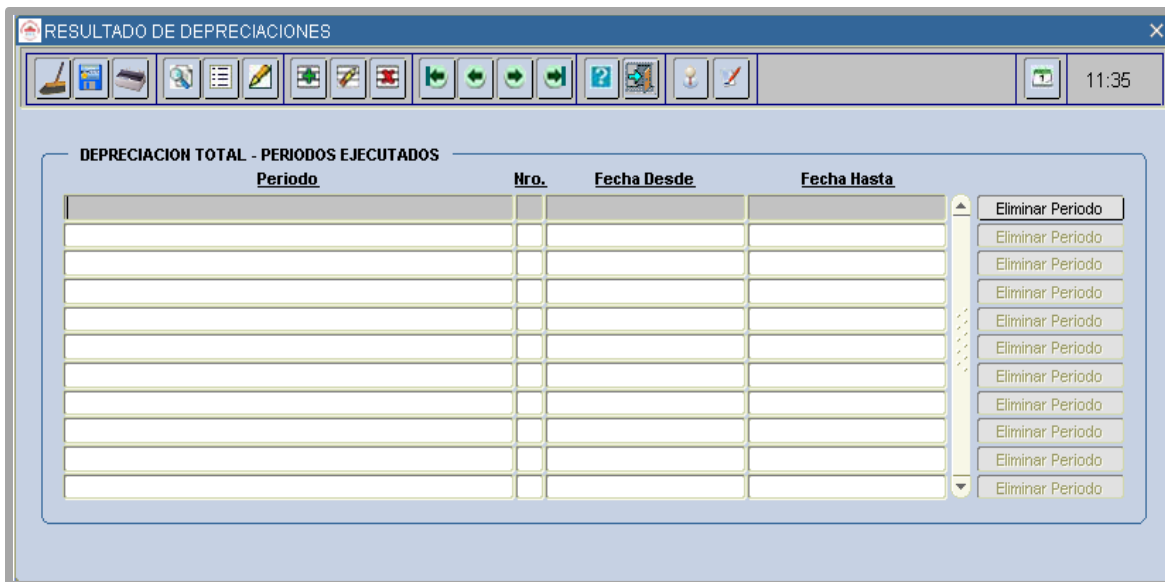 RESULTADO DE DEPRECIACIONES
11:35
DEPRECIACION TOTAL - PERIODOS EJECUTADOS
Periodo Nro. Fecha Desde Fecha Hasta
Eliminar Periodo
Eliminar Periodo
Eliminar Periodo
Eliminar Periodo
Eliminar Periodo
Eliminar Periodo
Eliminar Periodo
Eliminar Periodo
Eliminar Periodo
Eliminar Periodo
Eliminar Periodo